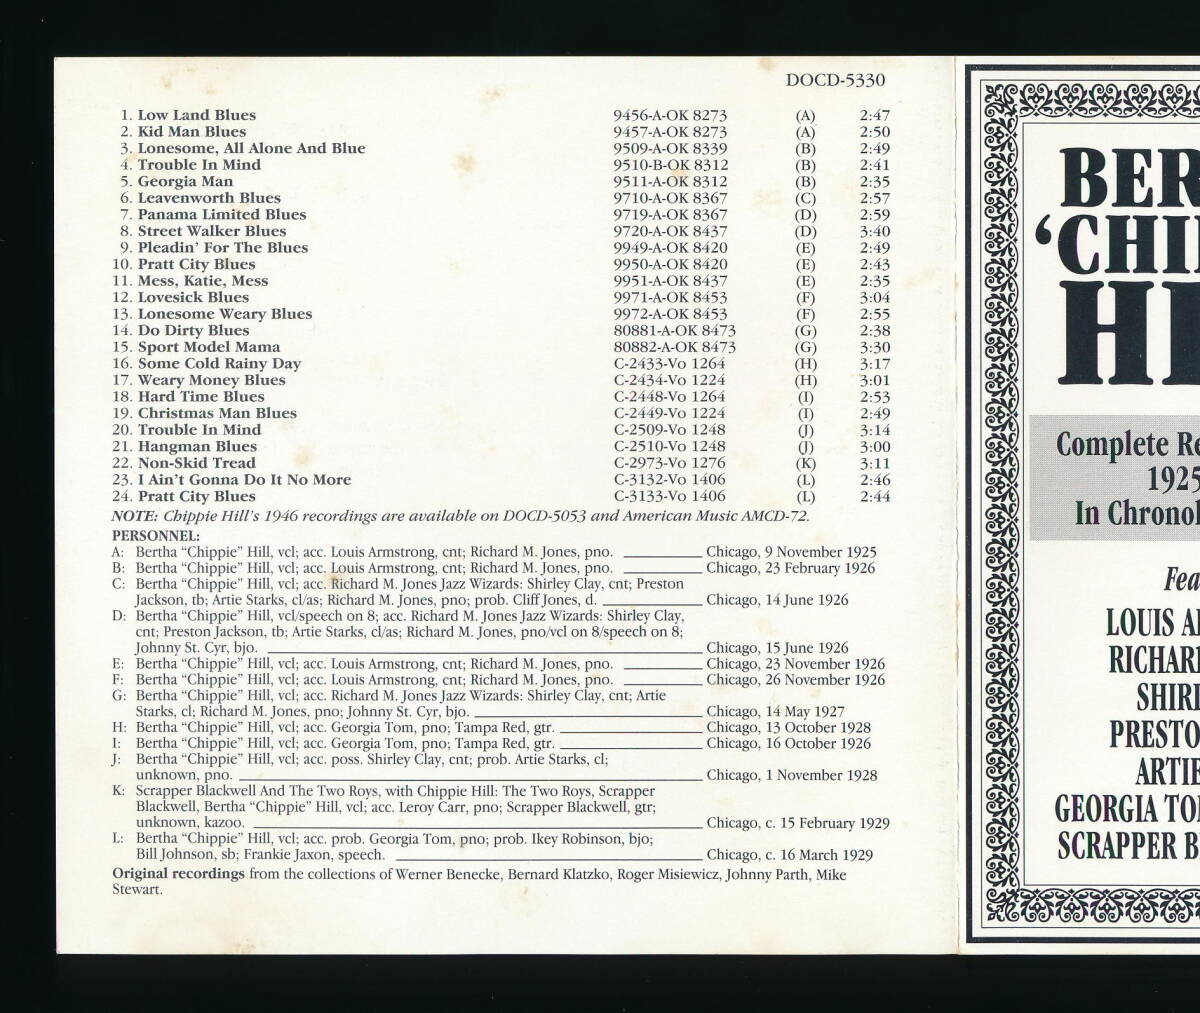 DOCD-5330
1. Low Land Blues 9456-A-OK 8273 (A) 2:47
2. Kid Man Blues 9457-A-OK 8273 (A) 2:50
3. Lonesome, All Alone And Blue 9509-A-OK 8339 (B) 2:49
4. Trouble In Mind 9510-B-OK 8312 (B) 2:41
5. Georgia Man 9511-A-OK 8312 (B) 2:35
6. Leavenworth Blues 9710-A-OK 8367 (C) 2:57
7. Panama Limited Blues 9719-A-OK 8367 (D) 2:59
8. Street Walker Blues 9720-A-OK 8437 (D) 3:40
9. Pleadin’ For The Blues 9949-A-OK 8420 (E) 2:49
10. Pratt City Blues 9950-A-OK 8420 (E) 2:43
11. Mess, Katie, Mess 9951-A-OK 8437 (E) 2:35
12. Lovesick Blues 9971-A-OK 8453 (F) 3:04
13. Lonesome Weary Blues 9972-A-OK 8453 (F) 2:55
14. Do Dirty Blues 80881-A-OK 8473 (G) 2:38
15. Sport Model Mama 80882-A-OK 8473 (G) 3:30
16. Some Cold Rainy Day C-2433-Vo 1264 (H) 3:17
17. Weary Money Blues C-2434-Vo 1224 (H) 3:01
18. Hard Time Blues C-2448-Vo 1264 (I) 2:53
19. Christmas Man Blues C-2449-Vo 1224 (I) 2:49
20. Trouble In Mind C-2509-Vo 1248 (J) 3:14
21. Hangman Blues C-2510-Vo 1248 (J) 3:00
22. Non-Skid Tread C-2973-Vo 1276 (K) 3:11
23. I Ain’t Gonna Do It No More C-3132-Vo 1406 (L) 2:46
24. Pratt City Blues C-3133-Vo 1406 (L) 2:44
NOTE: Chippie Hill’s 1946 recordings are available on DOCD-5053 and American Music AMCD-72.
PERSONNEL:
A: Bertha “Chippie” Hill, vcl; acc. Louis Armstrong, cnt; Richard M. Jones, pno. Chicago, 9 November 1925
B: Bertha “Chippie” Hill, vcl; acc. Louis Armstrong, cnt; Richard M. Jones, pno. Chicago, 23 February 1926
C: Bertha “Chippie” Hill, vcl; acc. Richard M. Jones Jazz Wizards: Shirley Clay, cnt; Preston
Jackson, tb; Artie Starks, cl/as; Richard M. Jones, pno; prob. Cliff Jones, d. Chicago, 14 June 1926
D: Bertha “Chippie” Hill, vcl/speech on 8; acc. Richard M. Jones Jazz Wizards: Shirley Clay,
cnt; Preston Jackson, tb; Artie Starks, cl/as; Richard M. Jones, pno/vcl on 8/speech on 8;
Johnny St. Cyr, bjo. Chicago, 15 June 1926
E: Bertha “Chippie” Hill, vcl; acc. Louis Armstrong, cnt; Richard M. Jones, pno. Chicago, 23 November 1926
F: Bertha “Chippie” Hill, vcl; acc. Louis Armstrong, cnt; Richard M. Jones, pno. Chicago, 26 November 1926
G: Bertha “Chippie” Hill, vcl; acc. Richard M. Jones Jazz Wizards: Shirley Clay, cnt; Artie
Starks, cl; Richard M. Jones, pno; Johnny St. Cyr, bjo. Chicago, 14 May 1927
H: Bertha “Chippie” Hill, vcl; acc. Georgia Tom, pno; Tampa Red, gtr. Chicago, 13 October 1928
I: Bertha “Chippie” Hill, vcl; acc. Georgia Tom, pno; Tampa Red, gtr. Chicago, 16 October 1926
J: Bertha “Chippie” Hill, vcl; acc. poss. Shirley Clay, cnt; prob. Artie Starks, cl;
unknown, pno. Chicago, 1 November 1928
K: Scrapper Blackwell And The Two Roys, with Chippie Hill: The Two Roys, Scrapper
Blackwell, Bertha “Chippie” Hill, vcl; acc. Leroy Carr, pno; Scrapper Blackwell, gtr;
unknown, kazoo. Chicago, c. 15 February 1929
L: Bertha “Chippie” Hill, vcl; acc. prob. Georgia Tom, pno; prob. Ikey Robinson, bjo;
Bill Johnson, sb; Frankie Jaxon, speech. Chicago, c. 16 March 1929
Original recordings from the collections of Werner Benecke, Bernard Klatzko, Roger Misiewicz, Johnny Parth, Mike
Stewart.
BER
‘CHI
H
Complete Re
1925
In Chronol
Fea
LOUIS A
RICHAR
SHIR
PRESTO
ARTIE
GEORGIA TO
SCRAPPER B